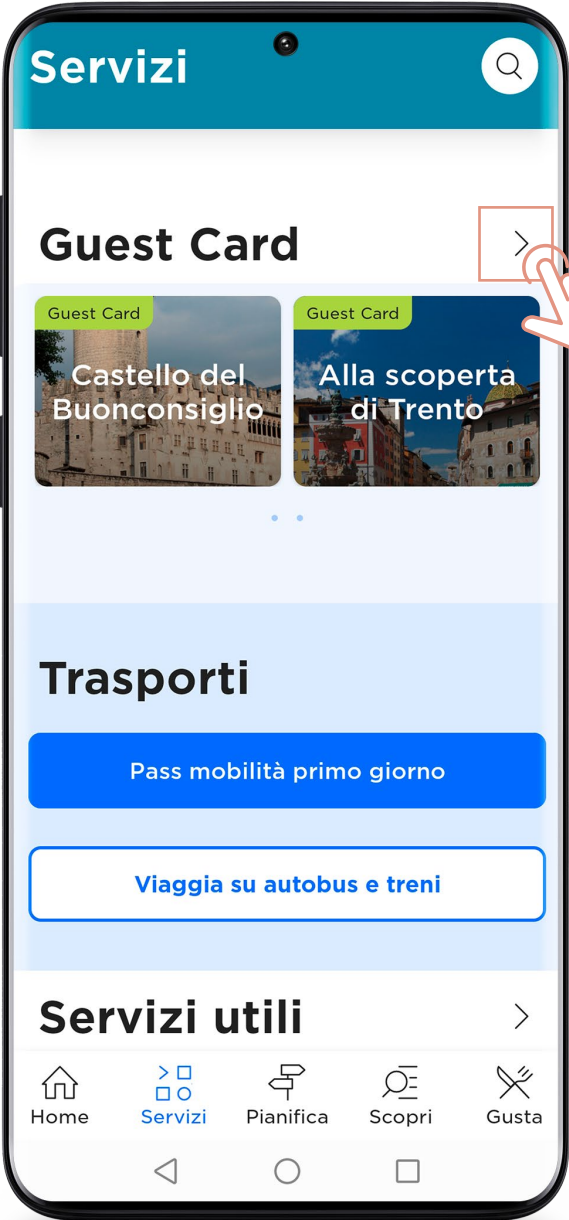 Servizi
Guest Card
Guest Card
Castello del
Buonconsiglio
Guest Card
Alla scoperta
di Trento
Trasporti
Pass mobilità primo giorno
Viaggia su autobus e treni
Servizi utili
Home
Servizi
Pianifica
Scopri
Gusta